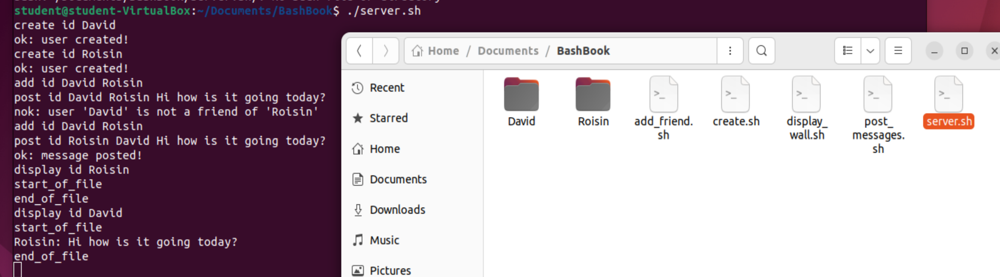 student@student-VirtualBox:~/Documents/BashBook$ ./server.sh
create id David
ok: user created!
create id Roisin
ok: user created!
add id David Roisin
post id David Roisin Hi how is it going today?
nok: user 'David' is not a friend of 'Roisin'
add id David Roisin
post id Roisin David Hi how is it going today?
ok: message posted!
display id Roisin
start_of_file
end_of_file
display id David
start_of_file
Roisin: Hi how is it going today?
end_of_file
Home / Documents / BashBook
Recent
Starred
Home
Documents
Downloads
Music
Pictures
David
Roisin
add_friend.
sh
create.sh
display_
wall.sh
post_
messages.
sh
server.sh